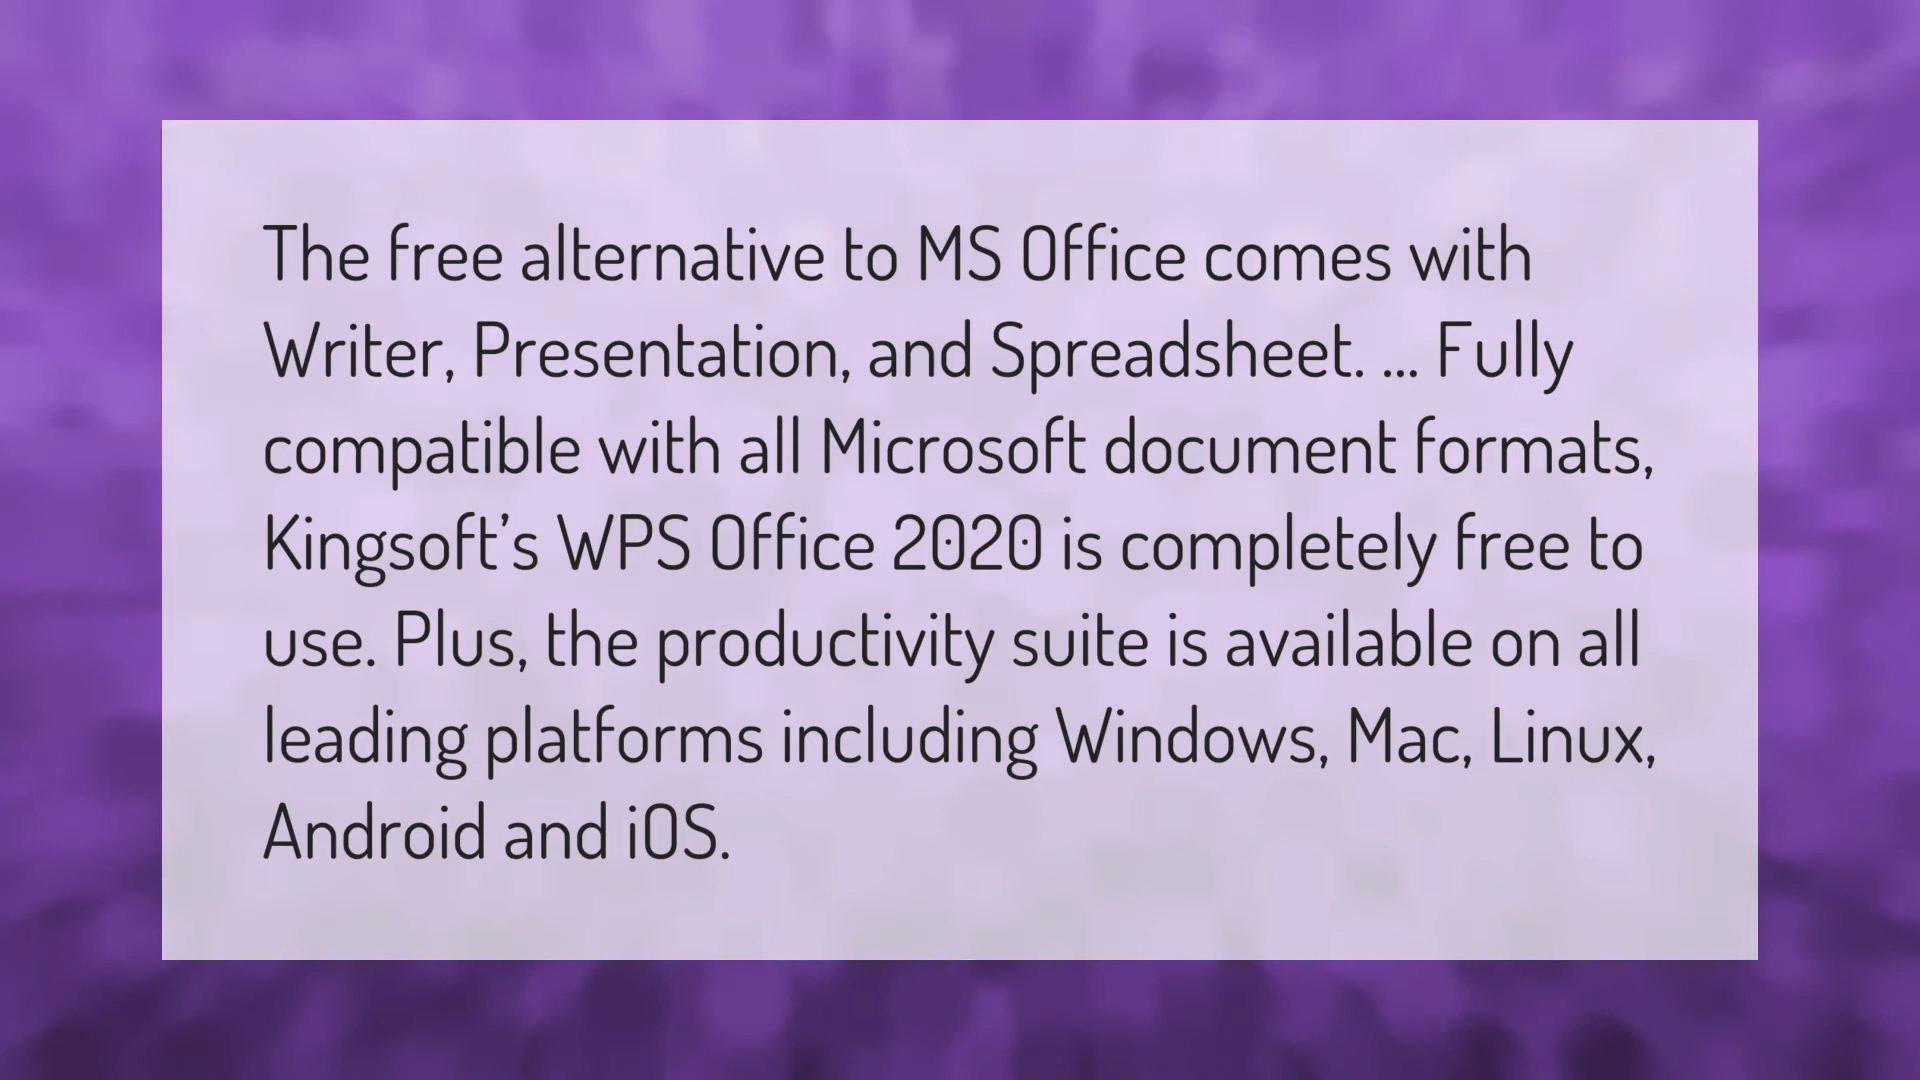 The free alternative to MS Office comes with
Writer, Presentation, and Spreadsheet. ... Fully
compatible with all Microsoft document formats,
Kingsoft’s WPS Office 2020 is completely free to
use. Plus, the productivity suite is available on all
leading platforms including Windows, Mac, Linux,
Android and iOS.